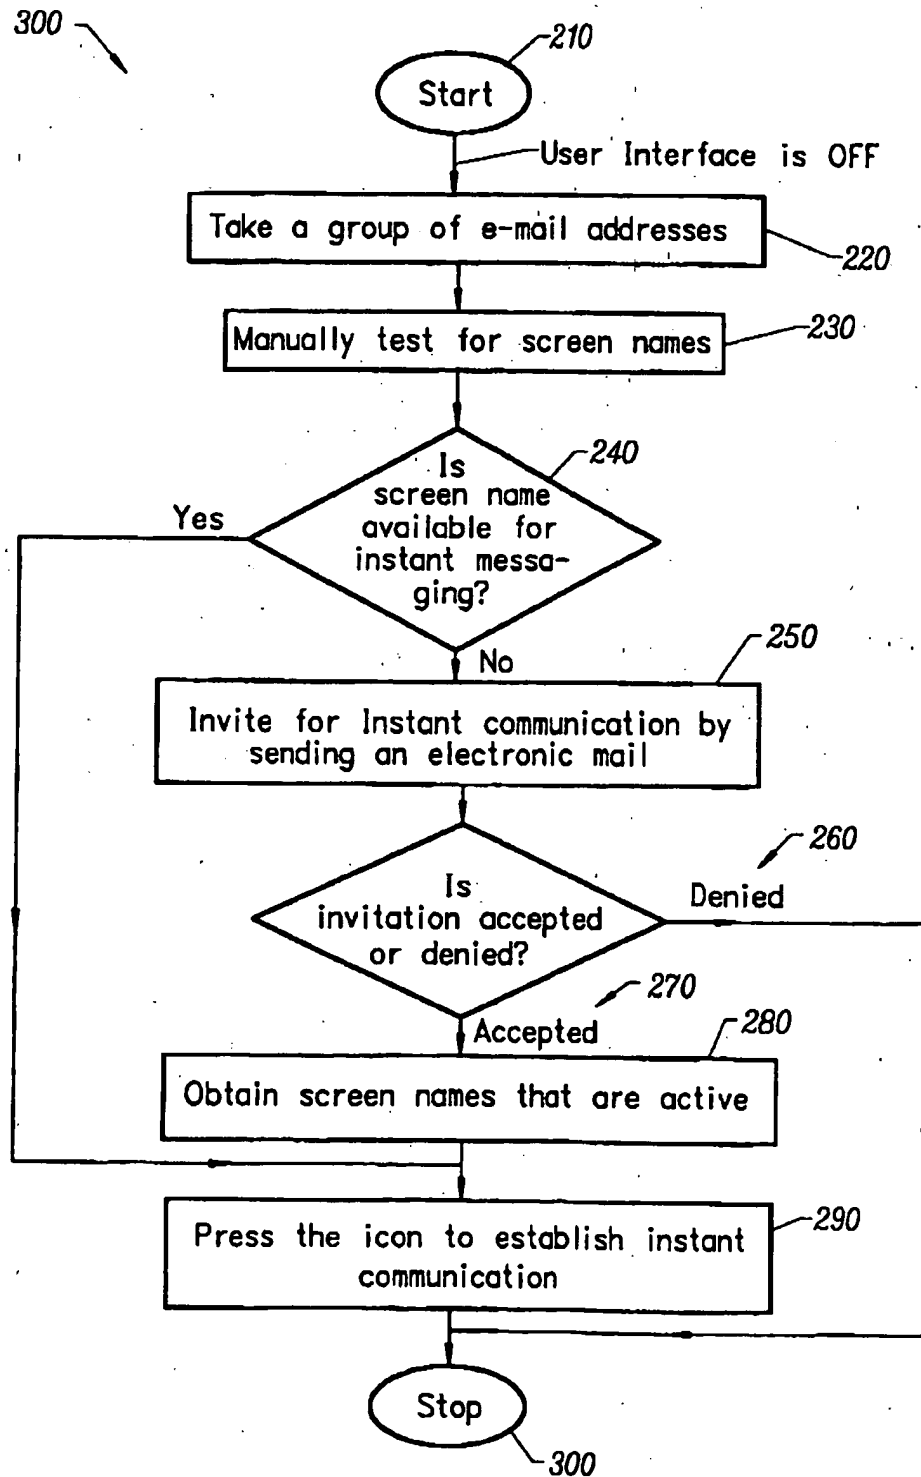 300
210
Start
User Interface is OFF
Take a group of e-mail addresses
220
Manually test for screen names
230
240
Is
screen name
available for
instant messa-
ging?
Yes
No
250
Invite for Instant communication by
sending an electronic mail
260
Denied
Is
invitation accepted
or denied?
270
Accepted
280
Obtain screen names that are active
290
Press the icon to establish instant
communication
Stop
300